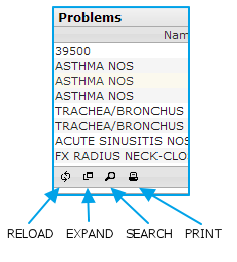 Problems
Nam
39500
ASTHMA NOS
ASTHMA NOS
ASTHMA NOS
TRACHEA/BRONCHUS
TRACHEA/BRONCHUS
ACUTE SINUSITIS NOS
FX RADIUS NECK-CLO
RELOAD EXPAND SEARCH PRINT